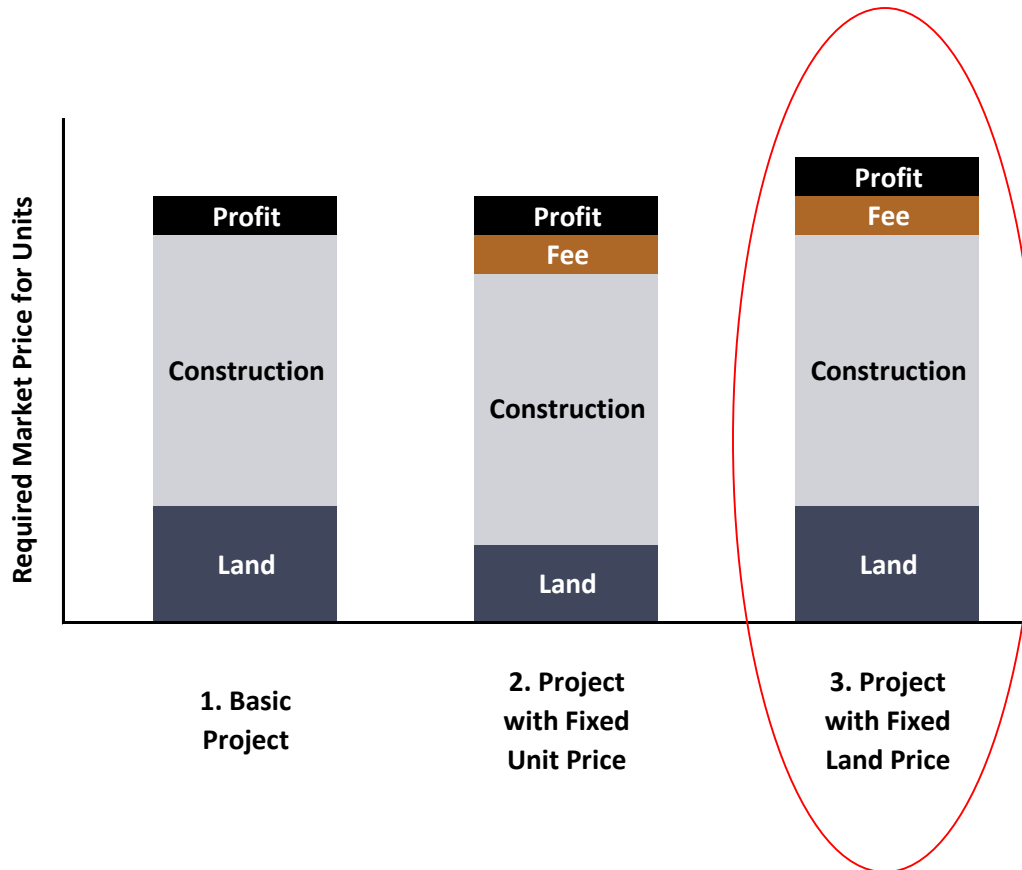 Required Market Price for Units
Profit
Construction
Land
Profit
Fee
Construction
Land
Profit
Fee
Construction
Land
1. Basic
Project
2. Project
with Fixed
Unit Price
3. Project
with Fixed
Land Price